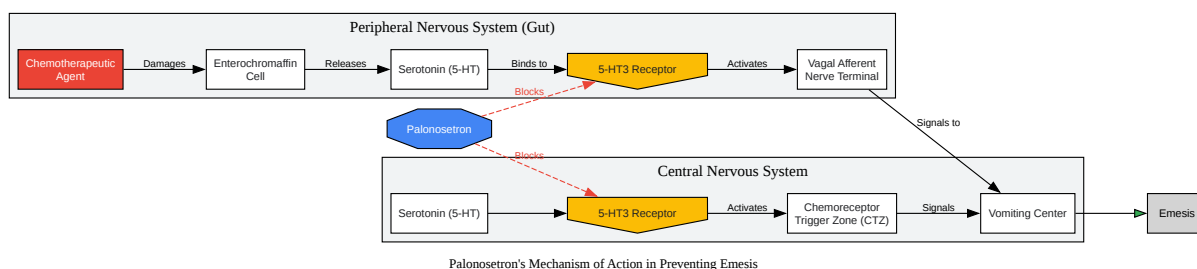 Peripheral Nervous System (Gut)
Chemotherapeutic
Agent
Damages
Enterochromaffin
Cell
Releases
Serotonin (5-HT)
Binds to
5-HT3 Receptor
Activates
Vagal Afferent
Nerve Terminal
Blocks
Palonosetron
Signals to
Blocks
Central Nervous System
Serotonin (5-HT)
5-HT3 Receptor
Activates
Chemoreceptor
Trigger Zone (CTZ)
Signals
Vomiting Center
Emesis
Palonosetron's Mechanism of Action in Preventing Emesis